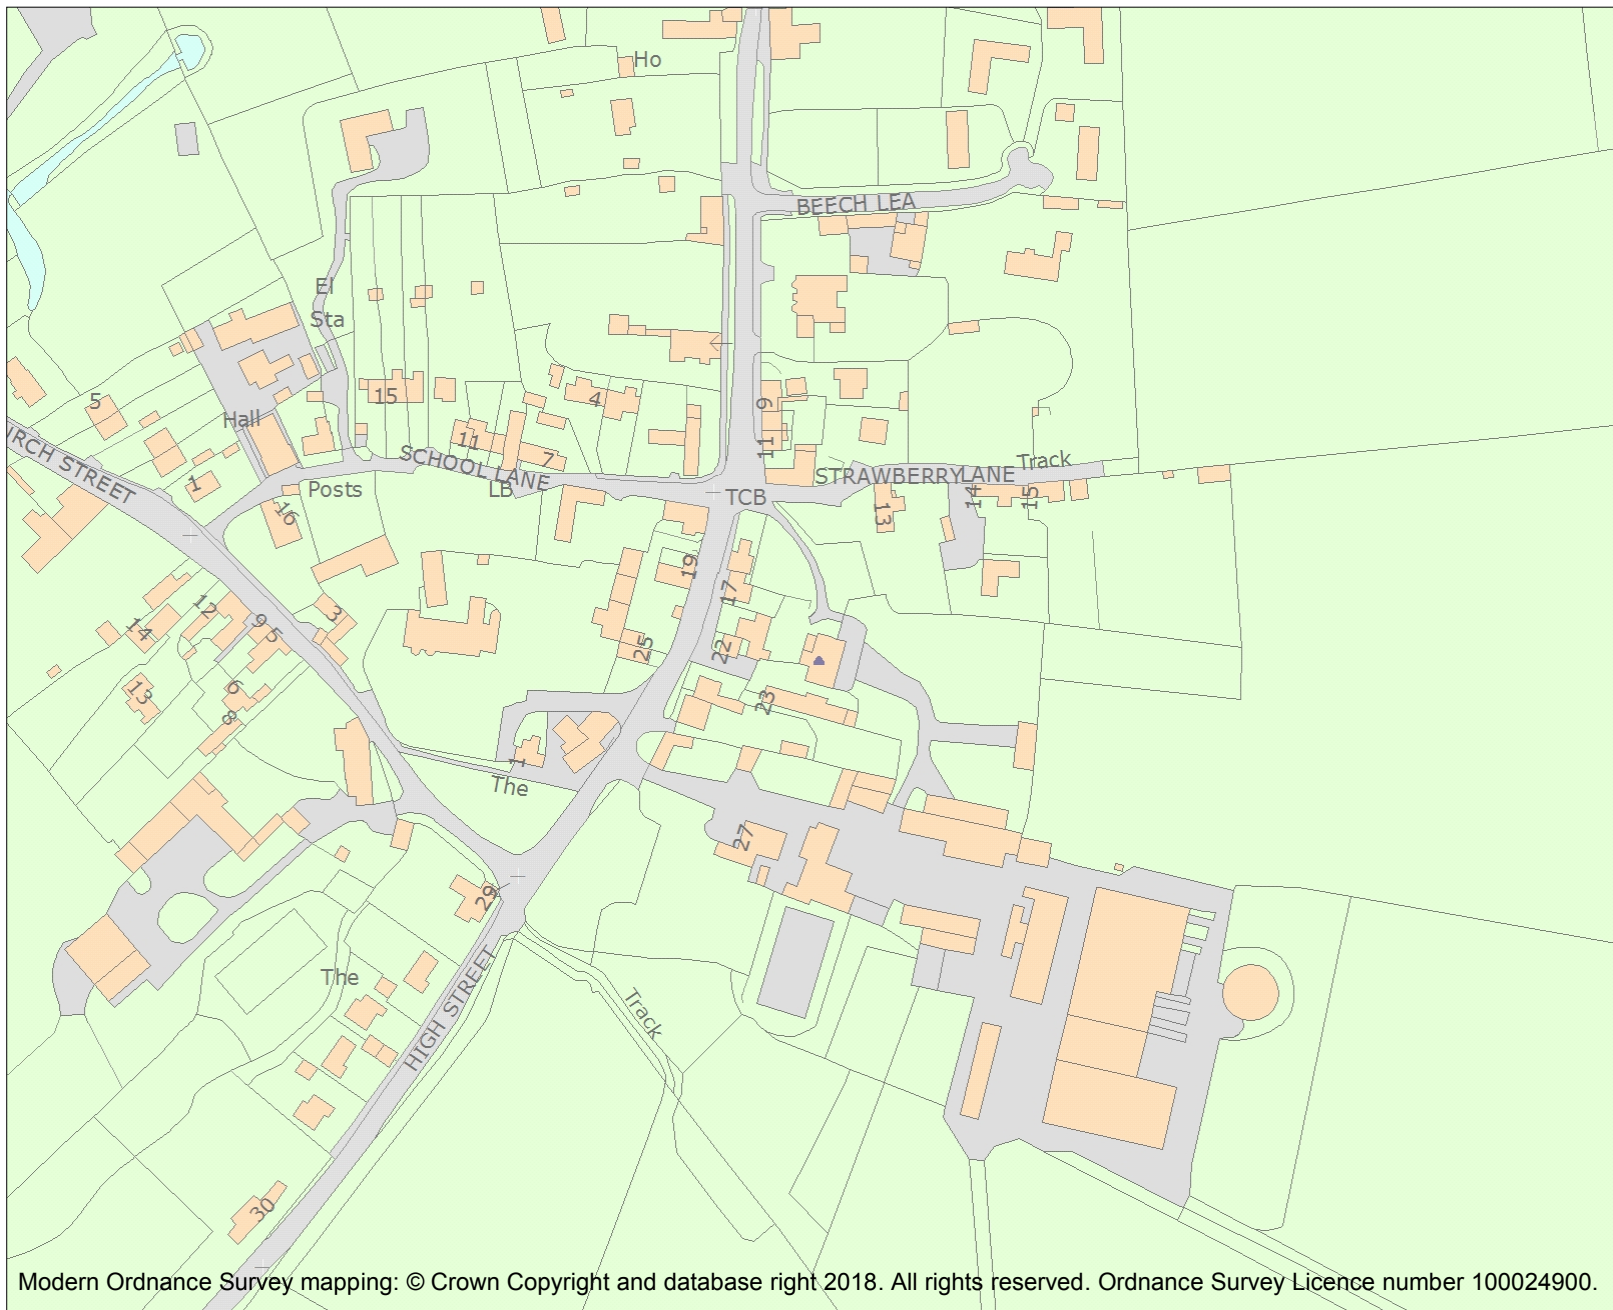 Ho
BEECH LEA
El
Sta
5
15
4
9
Hall
11
11
7
SCHOOL LANE
STRAWBERRY LANE
Track
URCH STREET
1
Posts
LB
TCB
14
15
16
13
19
17
12
3
14
9
5
25
22
13
6
23
8
1
The
27
29
The
HIGH STREET
Track
30
Modern Ordnance Survey mapping: © Crown Copyright and database right 2018. All rights reserved. Ordnance Survey Licence number 100024900.